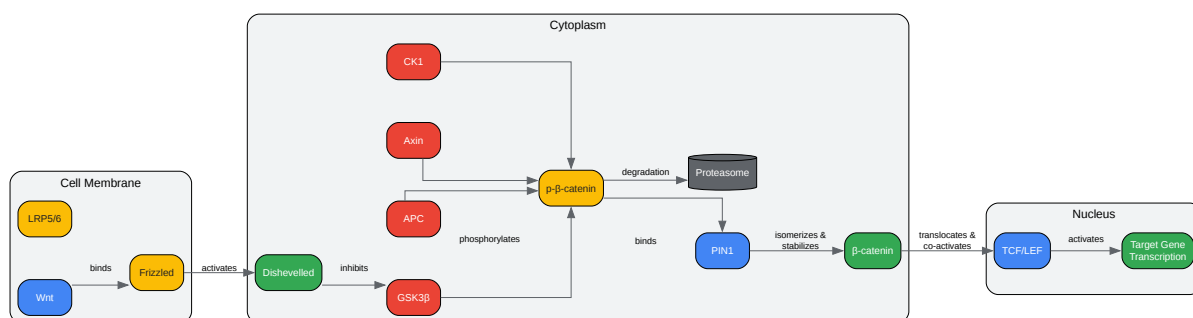 Cytoplasm
CK1
Axin
APC
phosphorylates
p-β-catenin
degradation
Proteasome
Cell Membrane
LRP5/6
Wnt
binds
Frizzled
activates
Dishevelled
inhibits
GSK3β
binds
PIN1
isomerizes &
stabilizes
β-catenin
translocates &
co-activates
Nucleus
TCF/LEF
activates
Target Gene
Transcription